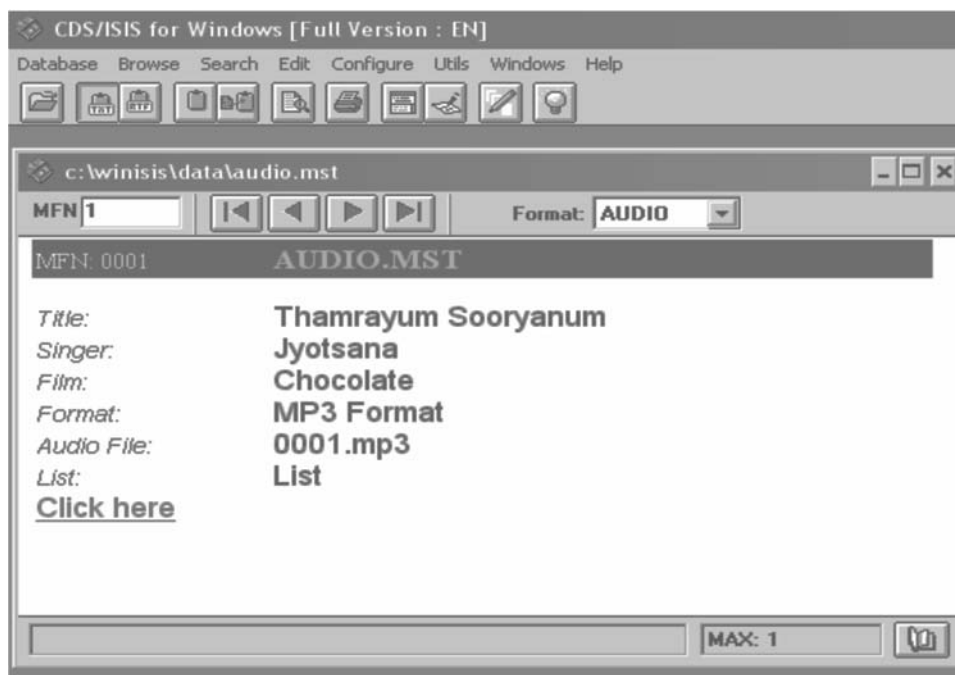 CDS/ISIS for Windows [Full Version : EN]
Database Browse Search Edit Configure Utils Windows Help
TXT RTF
c:\winisis\data\audio.mst
MFN 1 Format: AUDIO
MFN: 0001 AUDIO.MST
Title: Thamrayum Sooryanum
Singer: Jyotsana
Film: Chocolate
Format: MP3 Format
Audio File: 0001.mp3
List: List
Click here
MAX: 1